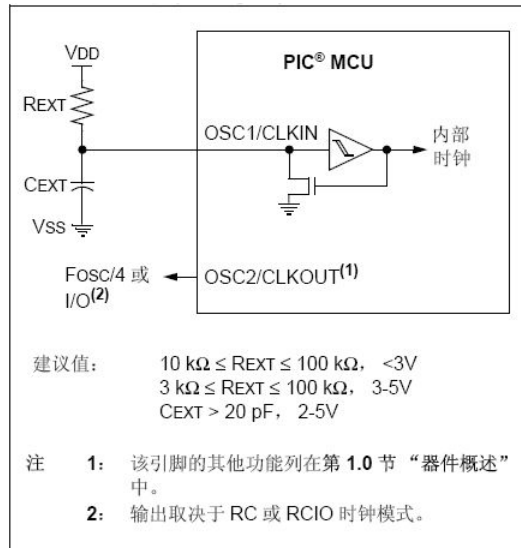 VDD
PIC® MCU
REXT
OSC1/CLKIN
内部
时钟
CEXT
VSS
FOSC/4 或
I/O(2)
OSC2/CLKOUT(1)
建议值： 10 kΩ ≤ REXT ≤ 100 kΩ， <3V
3 kΩ ≤ REXT ≤ 100 kΩ， 3-5V
CEXT > 20 pF， 2-5V
注 1： 该引脚的其他功能列在第 1.0 节 “器件概述”
中。
2： 输出取决于 RC 或 RCIO 时钟模式。